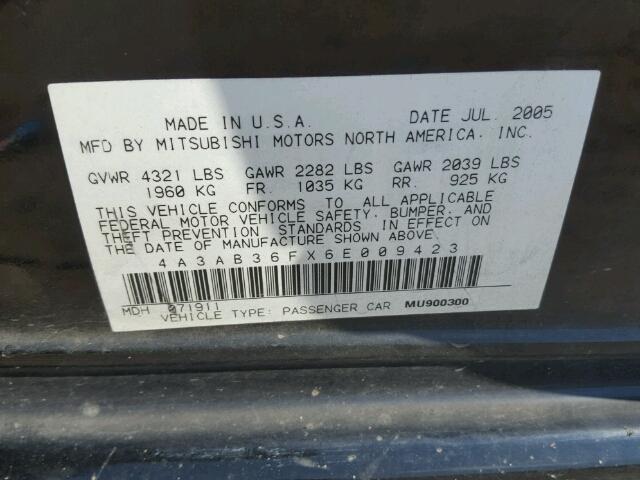 MADE IN U.S.A. DATE JUL. 2005
MFD BY MITSUBISHI MOTORS NORTH AMERICA. INC.
GVWR 4321 LBS GAWR 2282 LBS GAWR 2039 LBS
1960 KG FR. 1035 KG RR. 925 KG
THIS VEHICLE CONFORMS TO ALL APPLICABLE
FEDERAL MOTOR VEHICLE SAFETY, BUMPER, AND
THEFT PREVENTION STANDARDS IN EFFECT ON
THE DATE OF MANUFACTURE SHOWN ABOVE.
4A3AB36FX6E009423
MDH 071911
VEHICLE TYPE: PASSENGER CAR MU900300